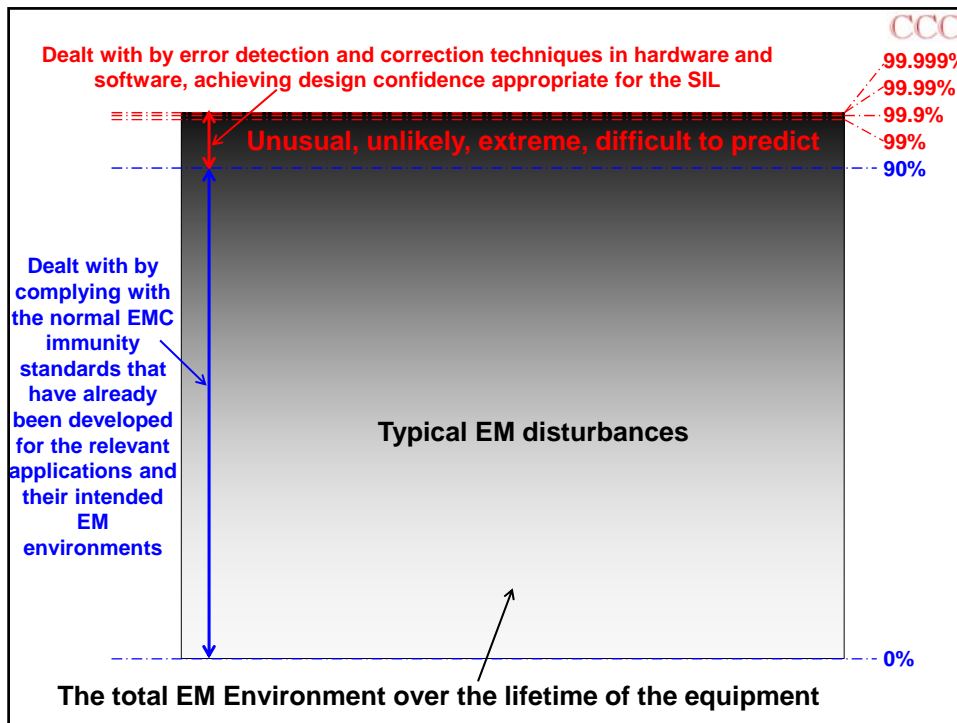 CCC
Dealt with by error detection and correction techniques in hardware and
software, achieving design confidence appropriate for the SIL
99.999%
99.99%
99.9%
99%
90%
Unusual, unlikely, extreme, difficult to predict
Dealt with by
complying with
the normal EMC
immunity
standards that
have already
been developed
for the relevant
applications and
their intended
EM
environments
Typical EM disturbances
0%
The total EM Environment over the lifetime of the equipment